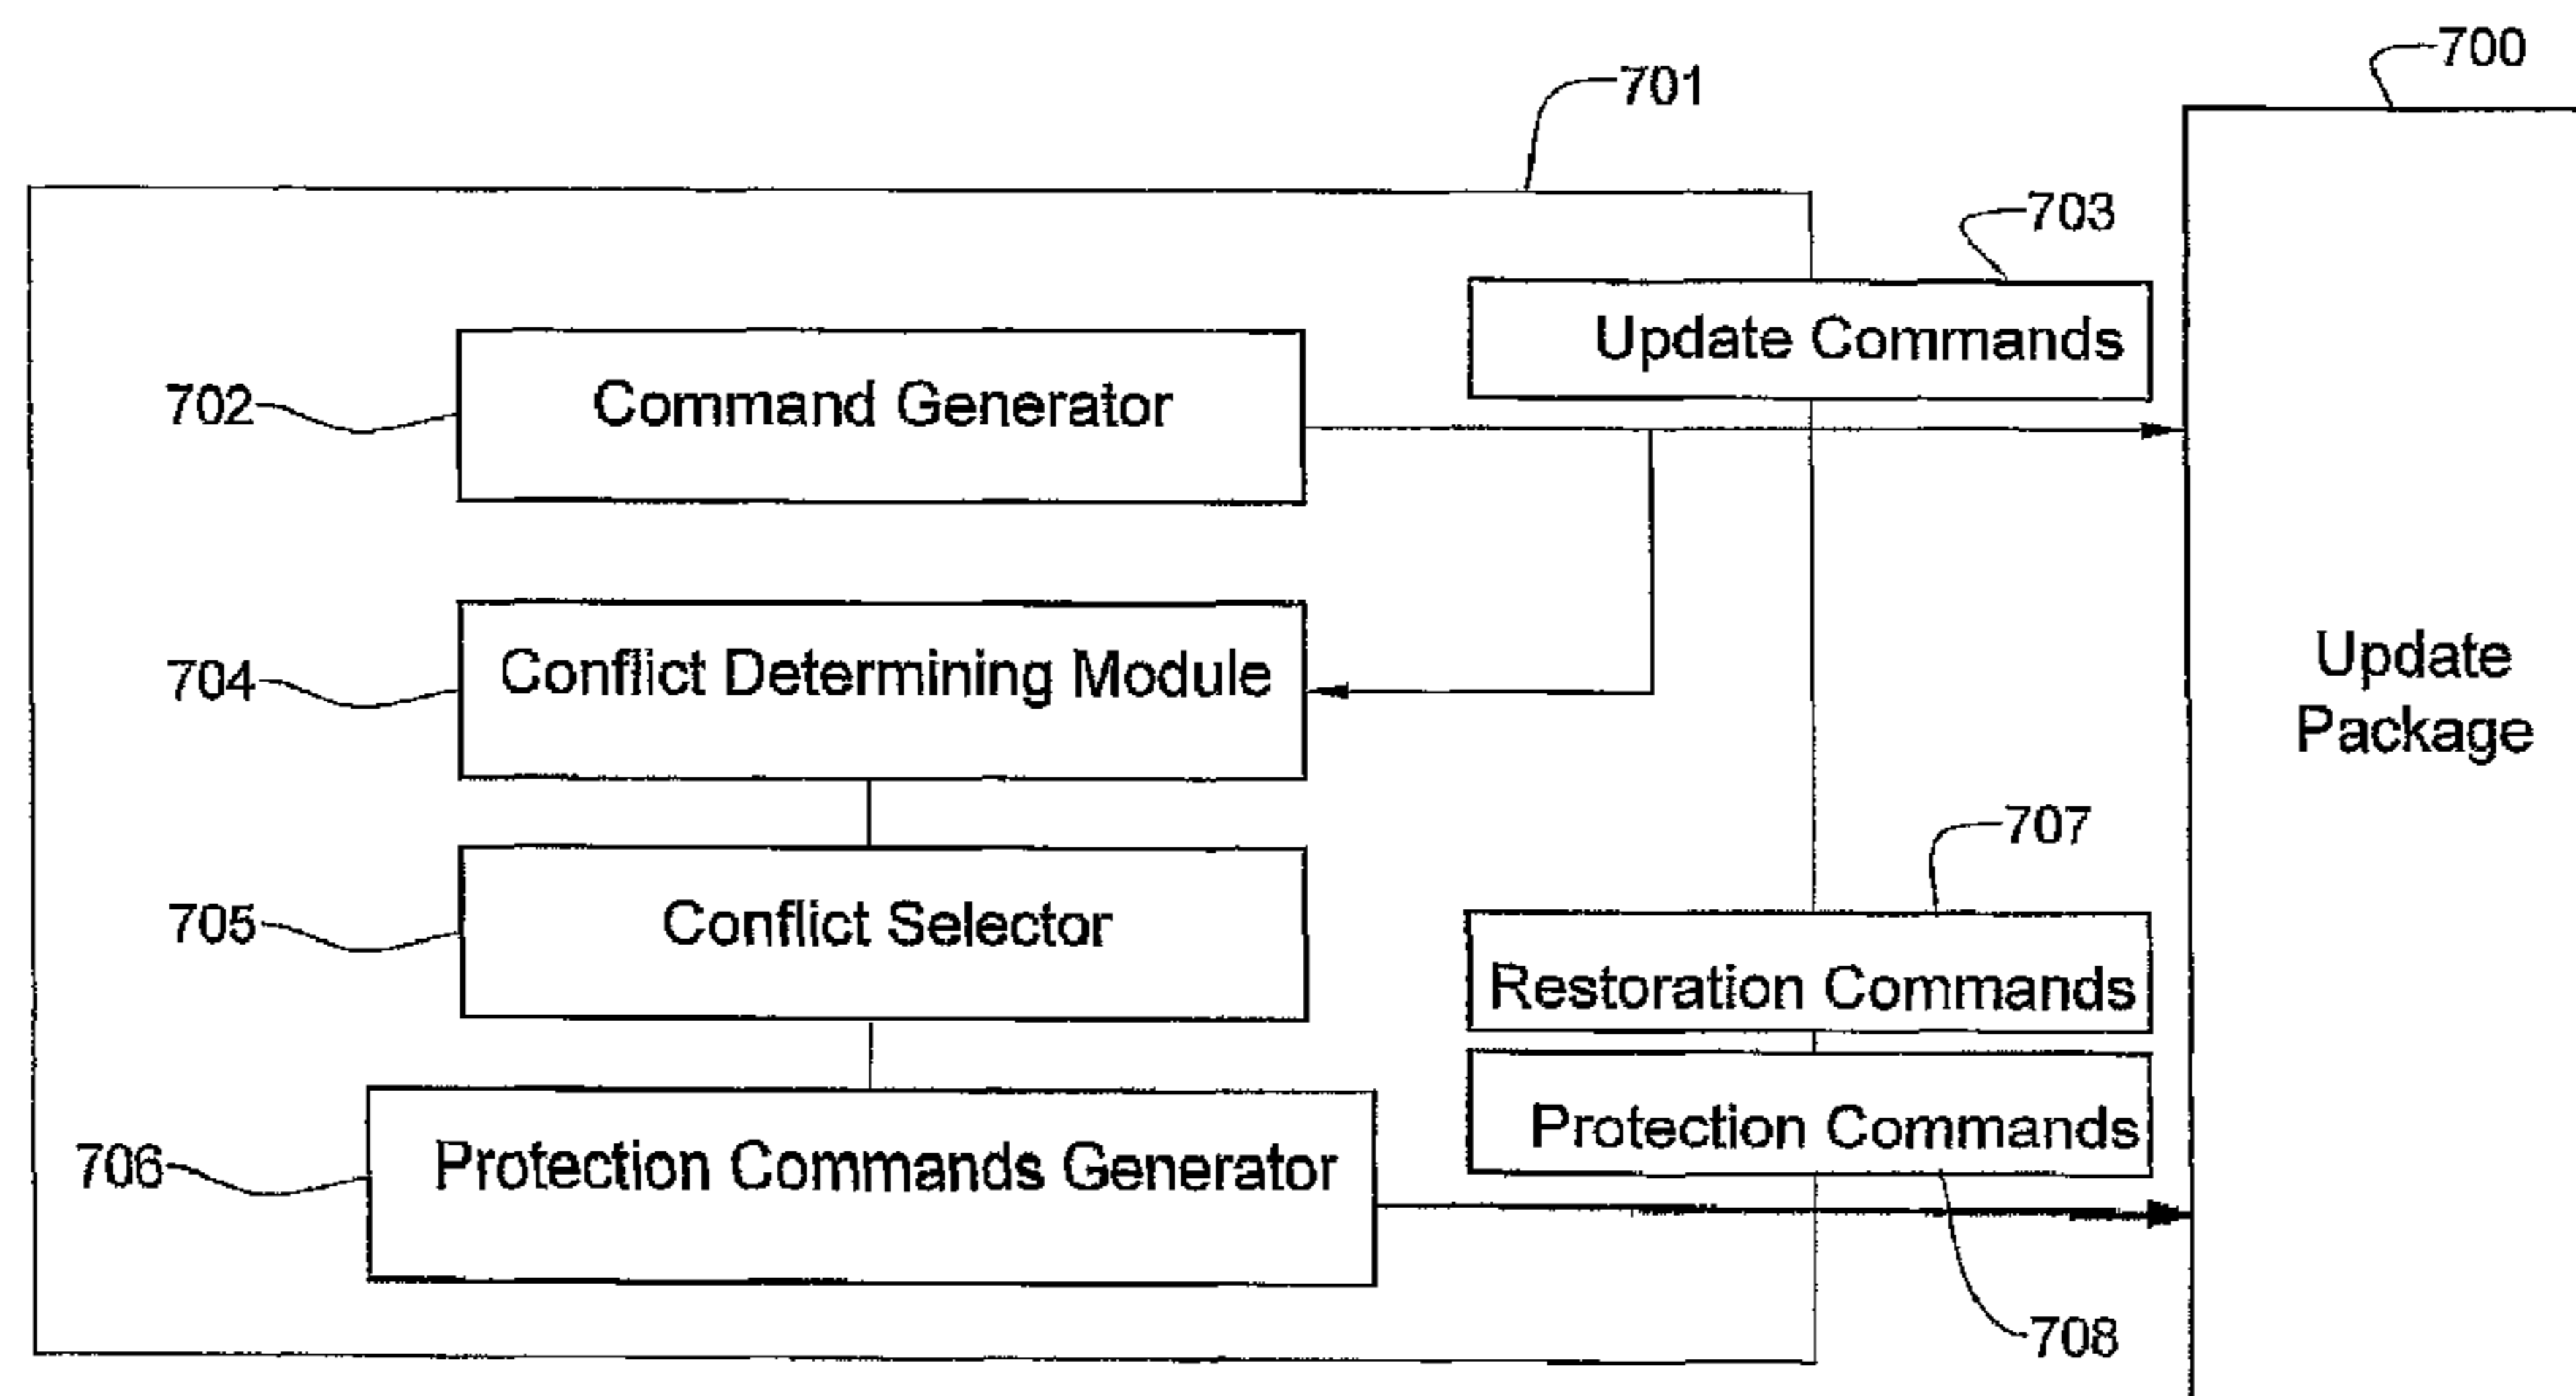 700
701
703
Update Commands
702
Command Generator
704
Conflict Determining Module
Update
Package
707
705
Conflict Selector
Restoration Commands
Protection Commands
706
Protection Commands Generator
708